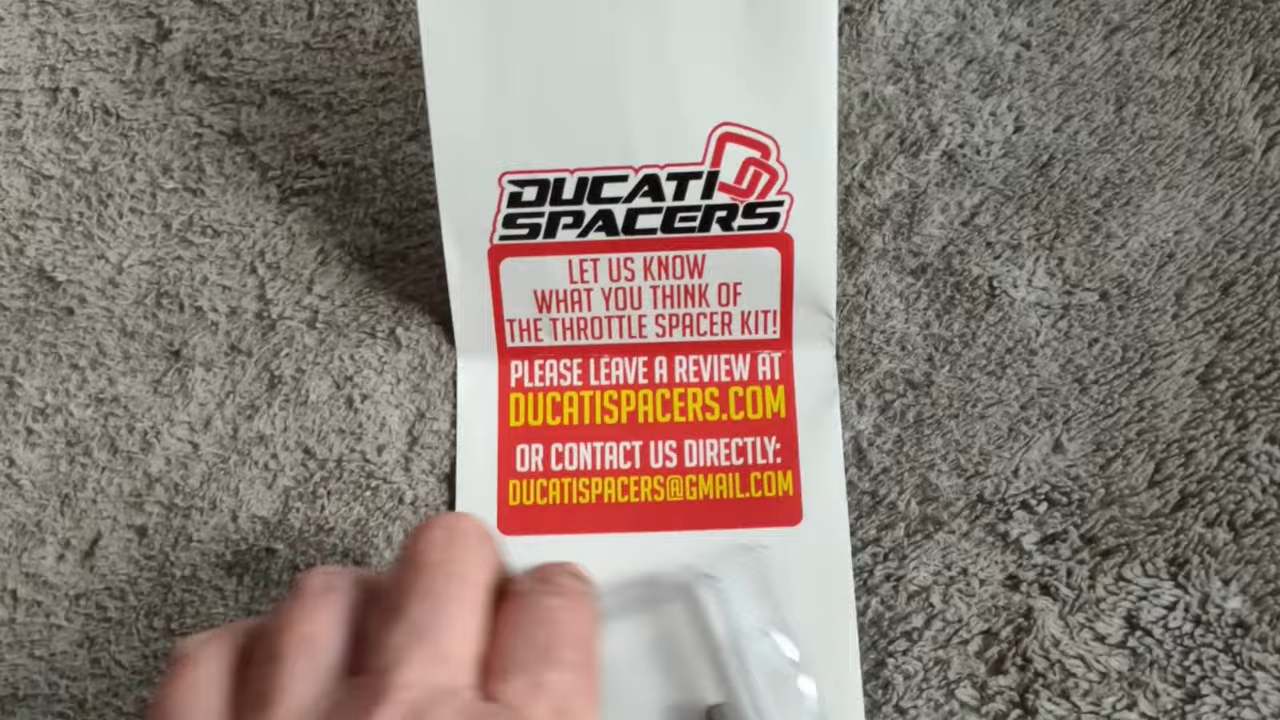 DUCATI
SPACERS
LET US KNOW
WHAT YOU THINK OF
THE THROTTLE SPACER KIT!
PLEASE LEAVE A REVIEW AT
DUCATISPACERS.COM
OR CONTACT US DIRECTLY:
DUCATISPACERS@GMAIL.COM